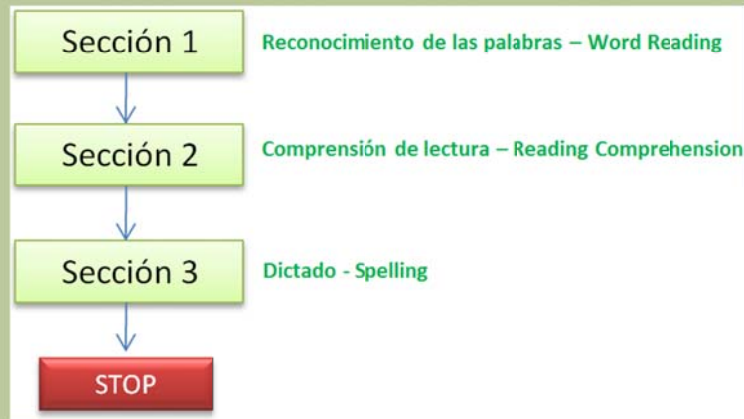 Sección 1
Reconocimiento de las palabras – Word Reading
Sección 2
Comprensión de lectura – Reading Comprehension
Sección 3
Dictado - Spelling
STOP